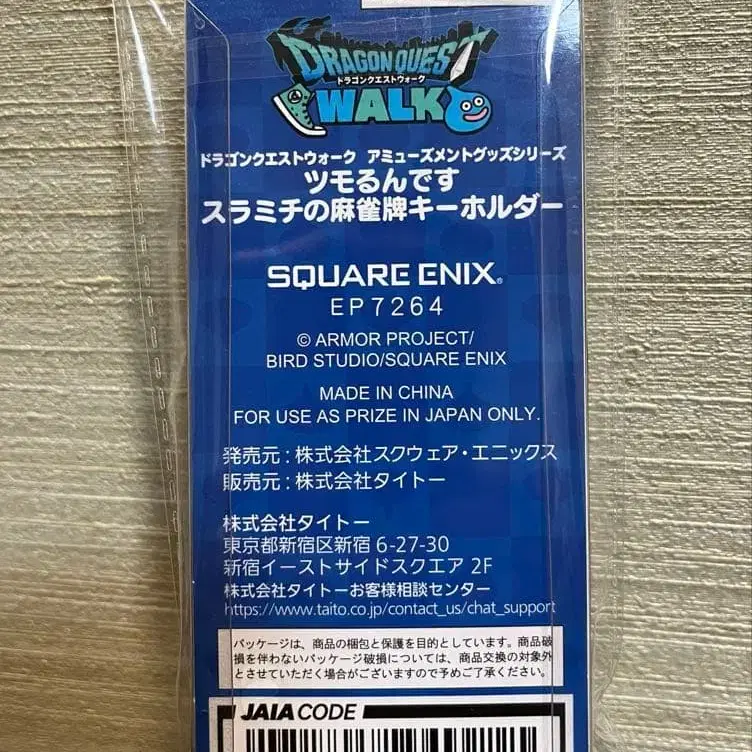 DRAGON QUEST
ドラゴンクエストウォーク
WALK
ドラゴンクエストウォーク アミューズメントグッズシリーズ
ツモるんです
スラミチの麻雀牌キーホルダー
SQUARE ENIX®
EP7264
© ARMOR PROJECT/
BIRD STUDIO/SQUARE ENIX
MADE IN CHINA
FOR USE AS PRIZE IN JAPAN ONLY.
発売元:株式会社スクウェア・エニックス
販売元:株式会社タイトー
株式会社タイトー
東京都新宿区新宿 6-27-30
新宿イーストサイドスクエア 2F
株式会社タイトーお客様相談センター
https://www.taito.co.jp/contact_us/chat_support
パッケージは、商品の梱包と保護を目的としています。商品破
損を伴わないパッケージ破損については、商品交換の対象外
とさせていただく場合がございますので予めご了承ください。
JAIA CODE